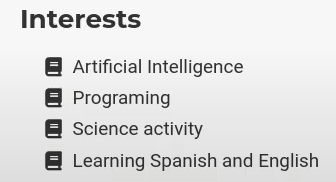 Interests
Artificial Intelligence
Programing
Science activity
Learning Spanish and English